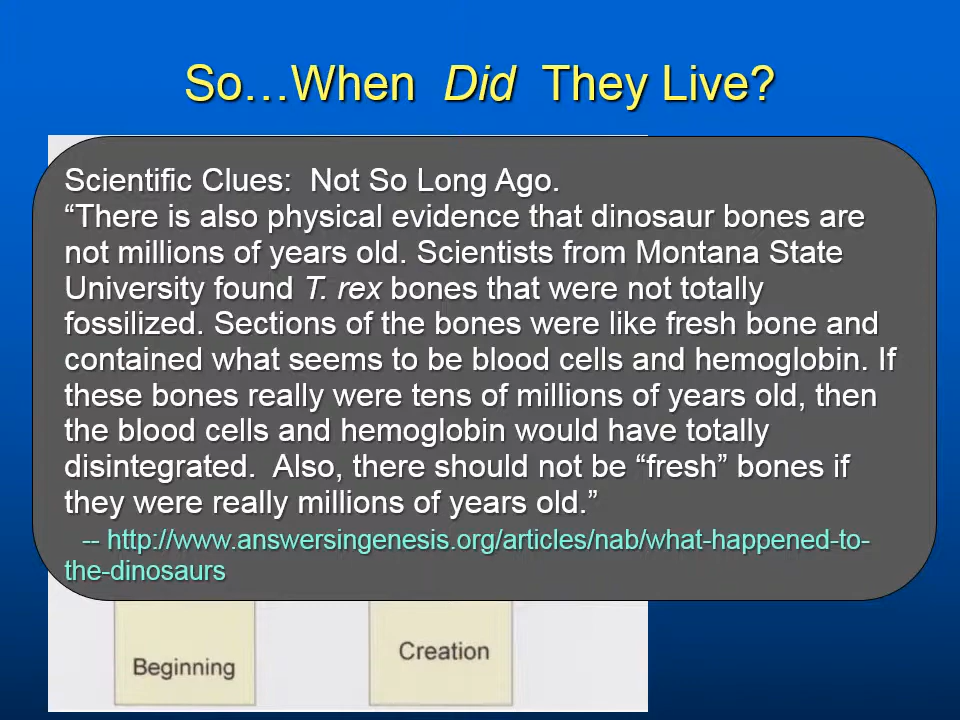 So…When Did They Live?
Scientific Clues: Not So Long Ago.
“There is also physical evidence that dinosaur bones are
not millions of years old. Scientists from Montana State
University found T. rex bones that were not totally
fossilized. Sections of the bones were like fresh bone and
contained what seems to be blood cells and hemoglobin. If
these bones really were tens of millions of years old, then
the blood cells and hemoglobin would have totally
disintegrated. Also, there should not be “fresh” bones if
they were really millions of years old.”
-- http://www.answersingenesis.org/articles/nab/what-happened-to-
the-dinosaurs
Beginning
Creation